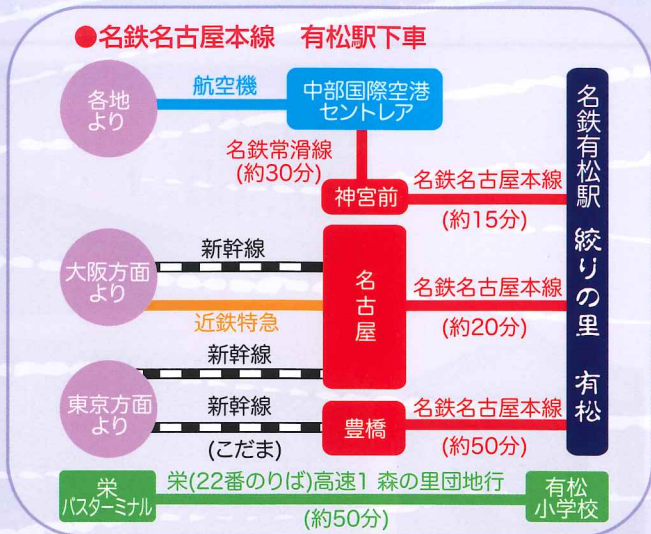 ●名鉄名古屋本線　有松駅下車
各地
より
航空機
中部国際空港
セントレア
名鉄常滑線
(約30分)
神宮前
名鉄名古屋本線
(約15分)
大阪方面
より
新幹線
近鉄特急
名古屋
名鉄名古屋本線
(約20分)
新幹線
東京方面
より
新幹線
(こだま)
豊橋
名鉄名古屋本線
(約50分)
名鉄有松駅　絞りの里　有松
栄
バスターミナル
栄(22番のりば)高速1 森の里団地行
(約50分)
有松
小学校